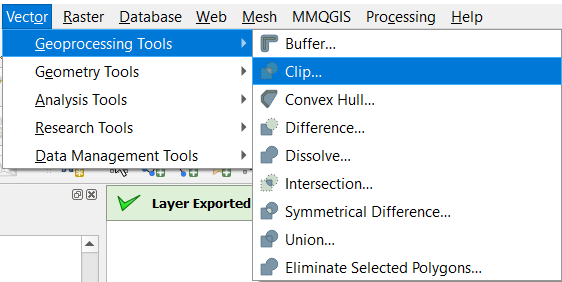 Vector Raster Database Web Mesh MMQGIS Processing Help
Geoprocessing Tools
Geometry Tools
Analysis Tools
Research Tools
Data Management Tools
Buffer...
Clip...
Convex Hull...
Difference...
Dissolve...
Intersection...
Symmetrical Difference...
Union...
Eliminate Selected Polygons...
Layer Exported